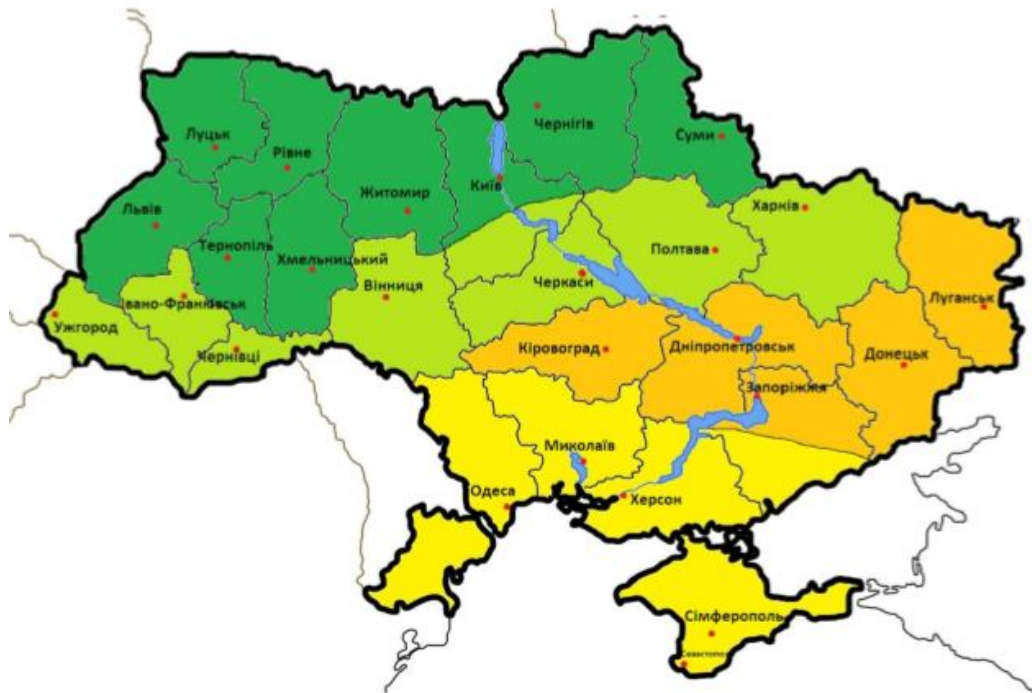 Чернігів
Луцьк
Суми
Рівне
Київ
Житомир
Львів
Харків
Тернопіль
Полтава
Хмельницький
Черкаси
Вінниця
Івано-Франківськ
Луганськ
Ужгород
Кіровоград
Дніпропетровськ
Чернівці
Донецьк
Запоріжжя
Миколаїв
Одеса
Херсон
Сімферополь
Севастополь